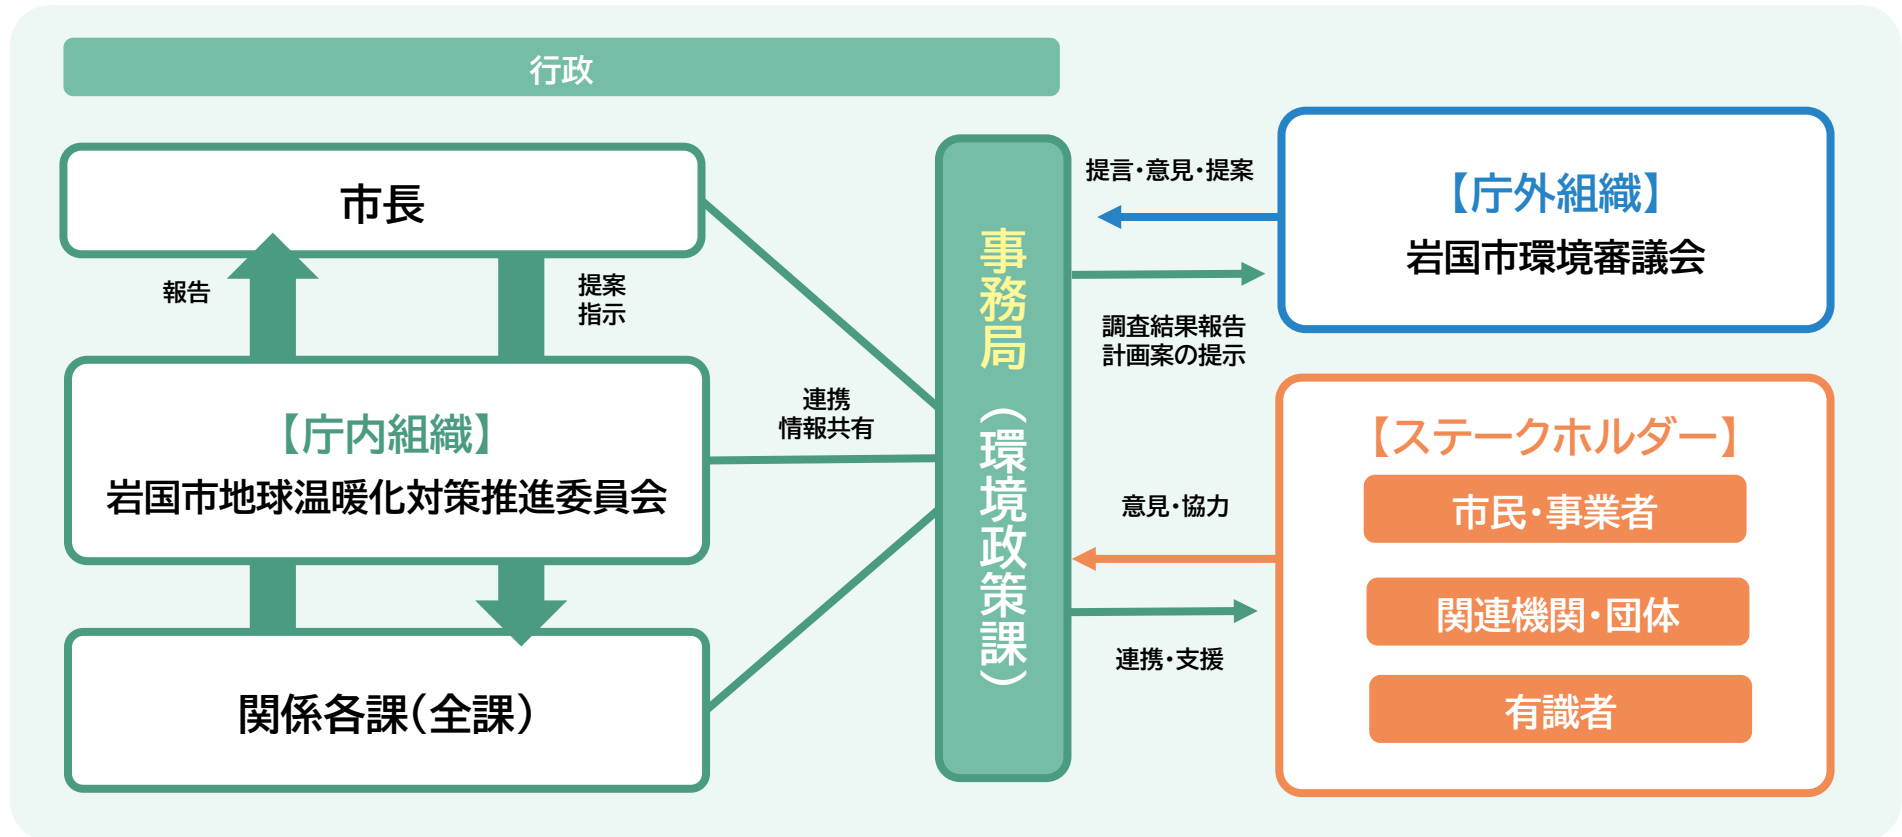 行政
市長
報告
提案
指示
【庁内組織】
岩国市地球温暖化対策推進委員会
関係各課(全課)
連携
情報共有
事務局(環境政策課)
提言・意見・提案
調査結果報告
計画案の提示
意見・協力
連携・支援
【庁外組織】
岩国市環境審議会
【ステークホルダー】
市民・事業者
関連機関・団体
有識者